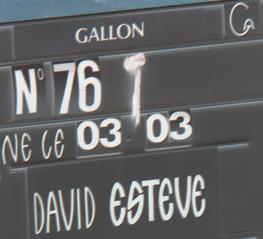 GALLON
N° 76
NE LE 03 03
DAVID ESTEVE